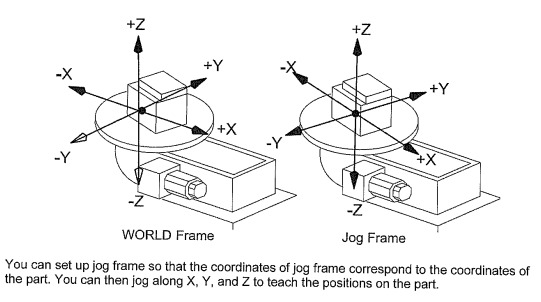 +Z
+Z
-X
+Y
-X
+Y
+X
-Y
-Y
+X
-Z
-Z
WORLD Frame
Jog Frame
You can set up jog frame so that the coordinates of jog frame correspond to the coordinates of
the part. You can then jog along X, Y, and Z to teach the positions on the part.